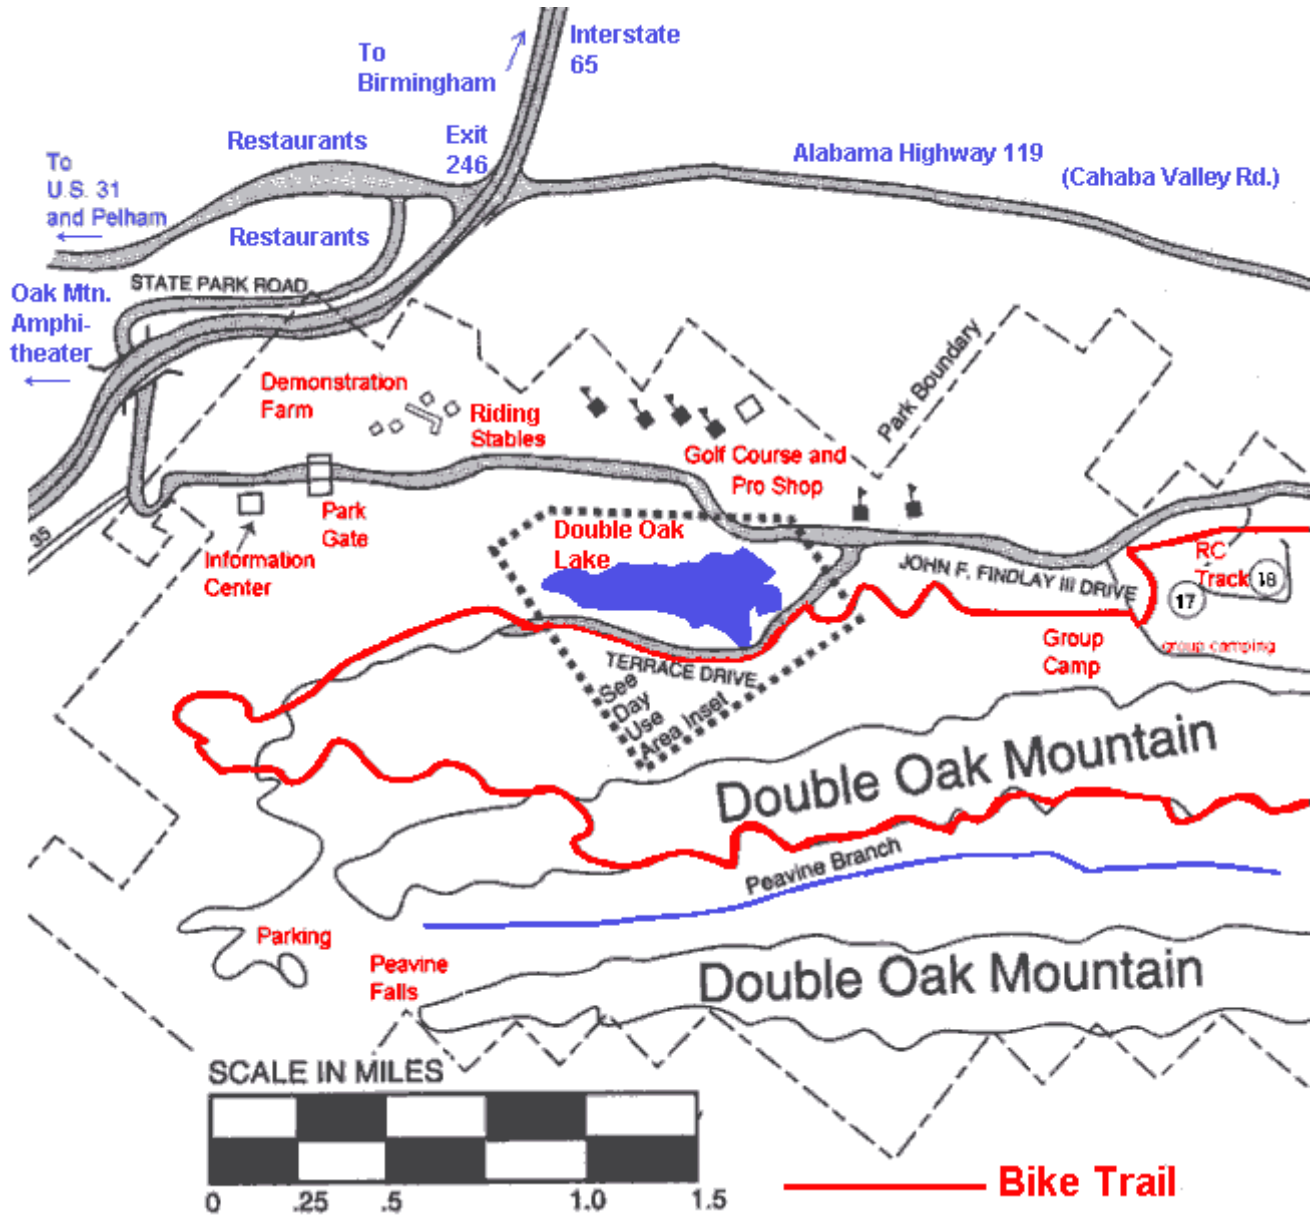 To
Birmingham
Interstate
65
Restaurants
Exit
246
Alabama Highway 119
(Cahaba Valley Rd.)
To
U.S. 31
and Pelham
Restaurants
STATE PARK ROAD
Oak Mtn.
Amphi-
theater
Demonstration
Farm
Riding
Stables
Park Boundary
Golf Course and
Pro Shop
35
Park
Gate
Information
Center
Double Oak
Lake
JOHN F. FINDLAY III DRIVE
RC
Track
18
17
Group
Camp
group camping
TERRACE DRIVE
See
Day
Use
Area Inset
Double Oak Mountain
Peavine Branch
Parking
Peavine
Falls
Double Oak Mountain
SCALE IN MILES
0 .25 .5 1.0 1.5
Bike Trail